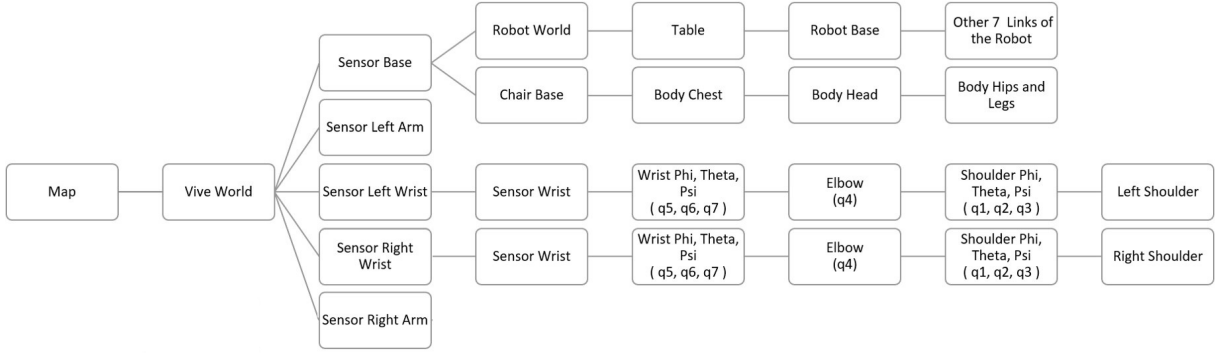 Robot World
Table
Robot Base
Other 7 Links of
the Robot
Sensor Base
Chair Base
Body Chest
Body Head
Body Hips and
Legs
Sensor Left Arm
Map
Vive World
Sensor Left Wrist
Sensor Wrist
Wrist Phi, Theta,
Psi
( q5, q6, q7 )
Elbow
(q4)
Shoulder Phi,
Theta, Psi
( q1, q2, q3 )
Left Shoulder
Sensor Right
Wrist
Sensor Wrist
Wrist Phi, Theta,
Psi
( q5, q6, q7 )
Elbow
(q4)
Shoulder Phi,
Theta, Psi
( q1, q2, q3 )
Right Shoulder
Sensor Right Arm